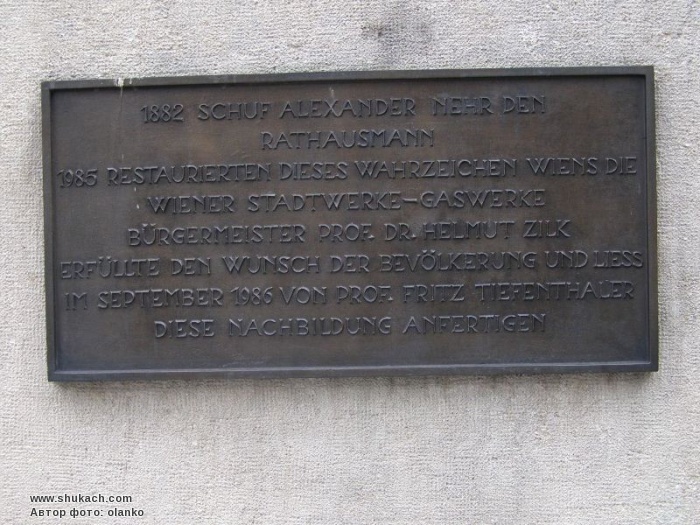 1882 SCHUF ALEXANDER NEHR DEN
RATHAUSMANN
1985 RESTAURIERTEN DIESES WAHRZEICHEN WIENS DIE
WIENER STADTWERKE-GASWERKE
BÜRGERMEISTER PROF. DR. HELMUT ZILK
ERFÜLLTE DEN WUNSCH DER BEVÖLKERUNG UND LIESS
IM SEPTEMBER 1986 VON PROF. FRITZ TIEFENTHALER
DIESE NACHBILDUNG ANFERTIGEN
www.shukach.com
Автор фото: olanko